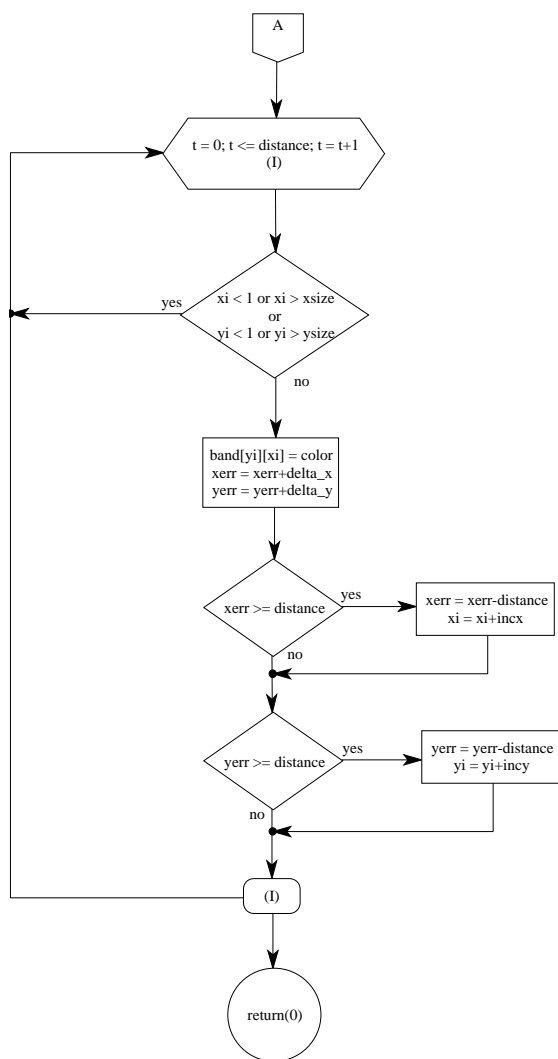 A
t = 0; t <= distance; t = t+1
(I)
yes
xi < 1 or xi > xsize
or
yi < 1 or yi > ysize
no
band[yi][xi] = color
xerr = xerr+delta_x
yerr = yerr+delta_y
xerr >= distance
yes
xerr = xerr-distance
xi = xi+incx
no
yerr >= distance
yes
yerr = yerr-distance
yi = yi+incy
no
(I)
return(0)